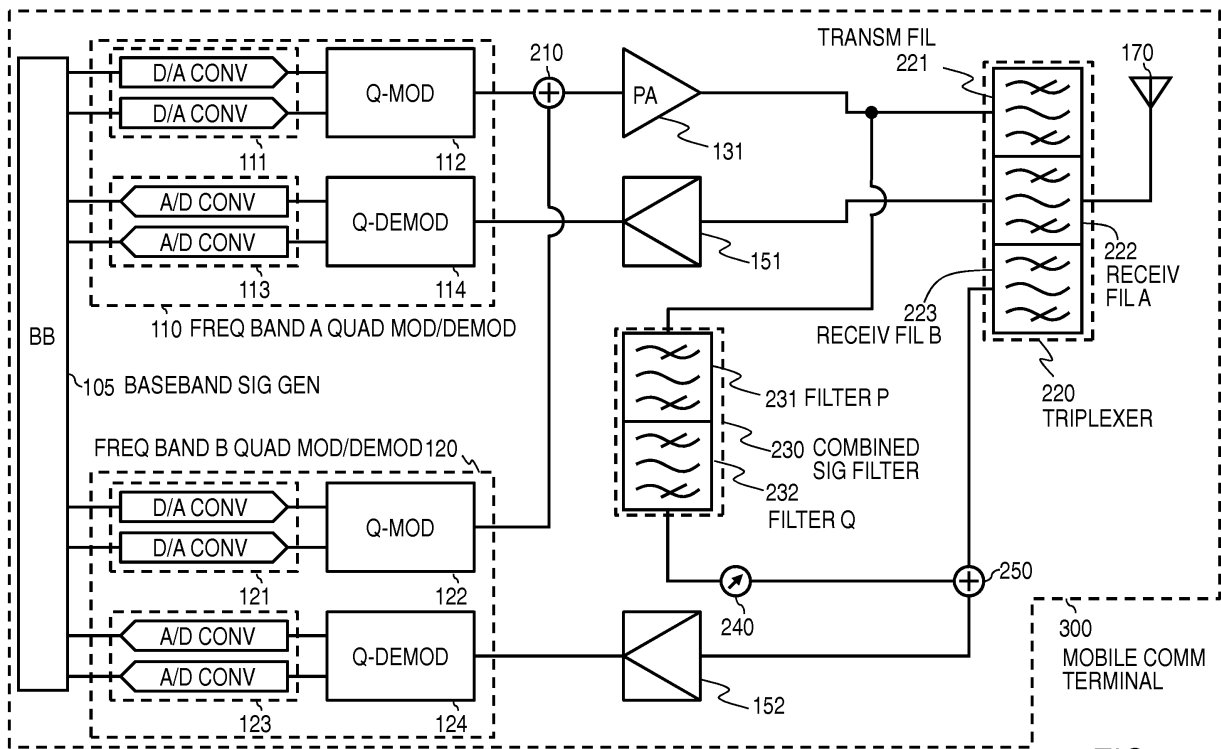 TRANSM FIL
221
170
D/A CONV
D/A CONV
111
Q-MOD
112
210
PA
131
A/D CONV
A/D CONV
113
Q-DEMOD
114
151
222
RECEIV
FIL A
223
RECEIV FIL B
110 FREQ BAND A QUAD MOD/DEMOD
BB
105 BASEBAND SIG GEN
231 FILTER P
220
TRIPLEXER
230 COMBINED
SIG FILTER
232
FILTER Q
FREQ BAND B QUAD MOD/DEMOD 120
D/A CONV
D/A CONV
121
Q-MOD
122
240
250
A/D CONV
A/D CONV
123
Q-DEMOD
124
152
300
MOBILE COMM
TERMINAL